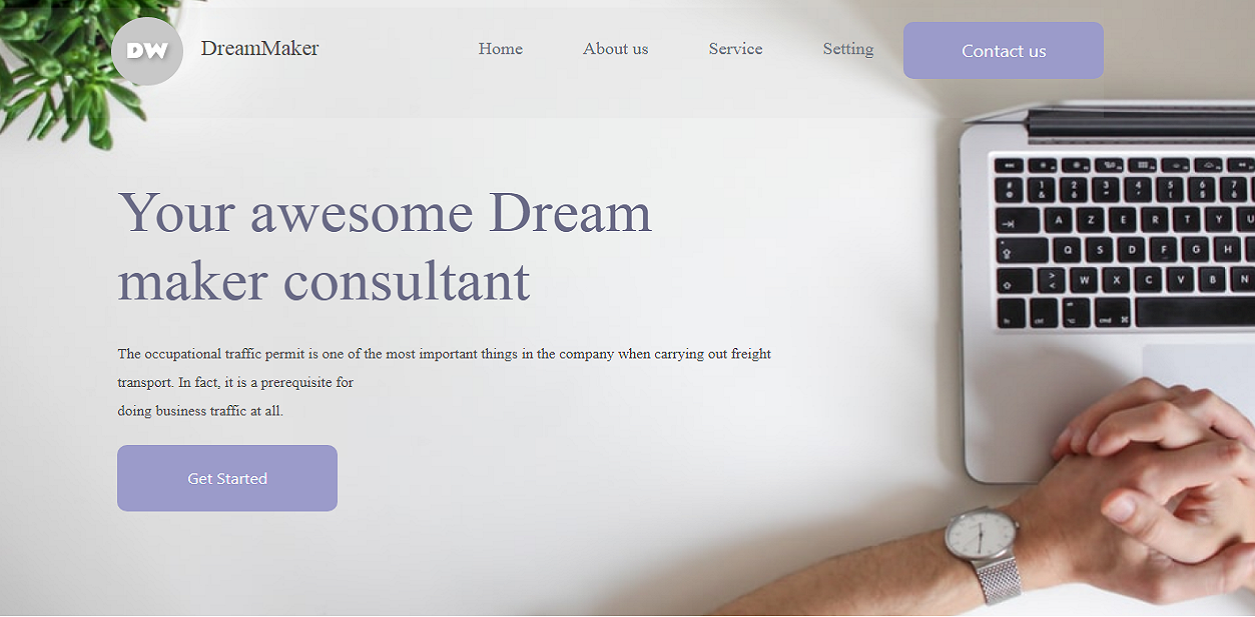 DW
DreamMaker
Home
About us
Service
Setting
Contact us
Your awesome Dream
maker consultant
The occupational traffic permit is one of the most important things in the company when carrying out freight
transport. In fact, it is a prerequisite for
doing business traffic at all.
Get Started